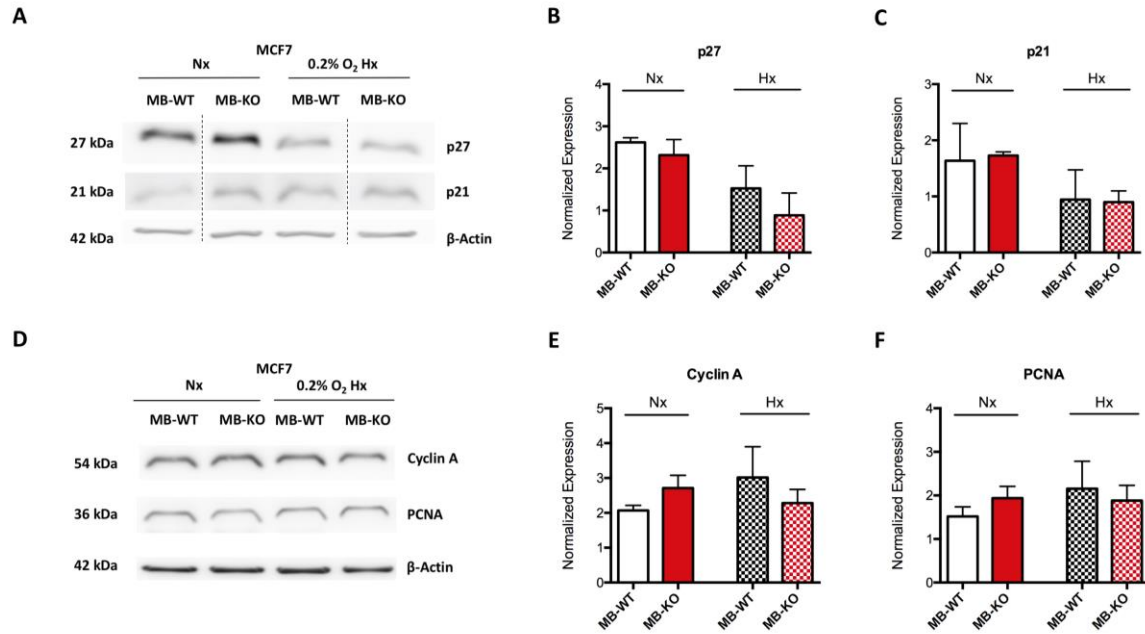 A
MCF7
Nx 0.2% O₂ Hx
MB-WT MB-KO MB-WT MB-KO
27 kDa p27
21 kDa p21
42 kDa β-Actin
B
p27
Nx Hx
Normalized Expression
4
3
2
1
0
MB-WT MB-KO MB-WT MB-KO
C
p21
Nx Hx
Normalized Expression
3
2
1
0
MB-WT MB-KO MB-WT MB-KO
D
MCF7
Nx 0.2% O₂ Hx
MB-WT MB-KO MB-WT MB-KO
54 kDa Cyclin A
36 kDa PCNA
42 kDa β-Actin
E
Cyclin A
Nx Hx
Normalized Expression
5
4
3
2
1
0
MB-WT MB-KO MB-WT MB-KO
F
PCNA
Nx Hx
Normalized Expression
4
3
2
1
0
MB-WT MB-KO MB-WT MB-KO